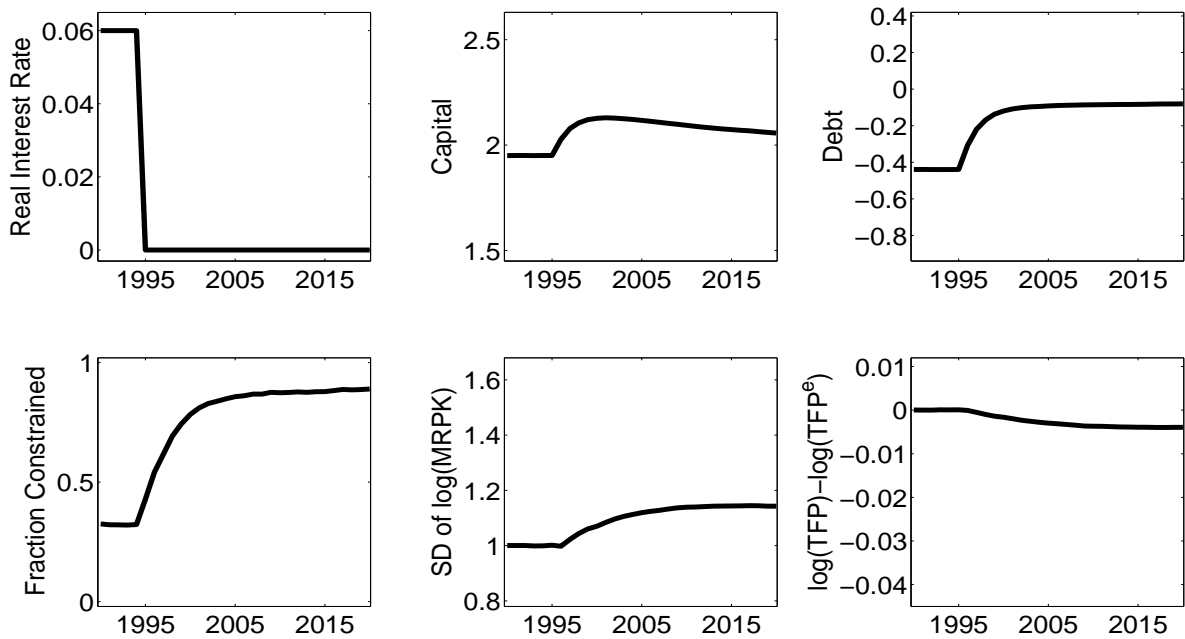 Real Interest Rate
0.06
0.04
0.02
0
1995 2005 2015
Capital
2.5
2
1.5
1995 2005 2015
Debt
0.4
0.2
0
−0.2
−0.4
−0.6
−0.8
1995 2005 2015
Fraction Constrained
1
0.5
0
1995 2005 2015
SD of log(MRPK)
1.6
1.4
1.2
1
0.8
1995 2005 2015
log(TFP)−log(TFPᵉ)
0.01
0
−0.01
−0.02
−0.03
−0.04
1995 2005 2015